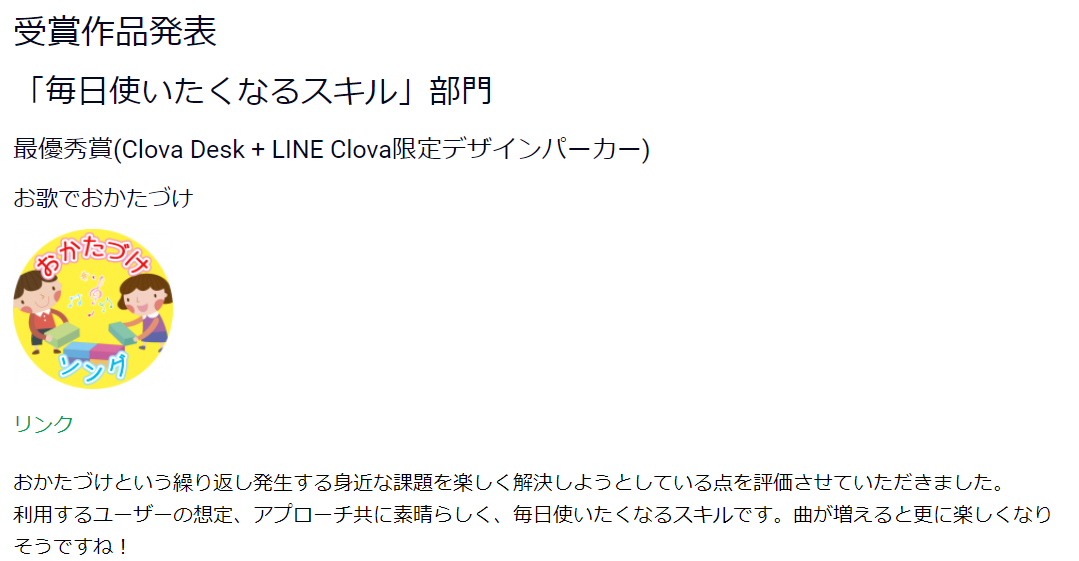 受賞作品発表
「毎日使いたくなるスキル」部門
最優秀賞(Clova Desk + LINE Clova限定デザインパーカー)
お歌でおかたづけ
おかたづけ
ソング
リンク
おかたづけという繰り返し発生する身近な課題を楽しく解決しようとしている点を評価させていただきました。
利用するユーザーの想定、アプローチ共に素晴らしく、毎日使いたくなるスキルです。曲が増えると更に楽しくなり
そうですね！